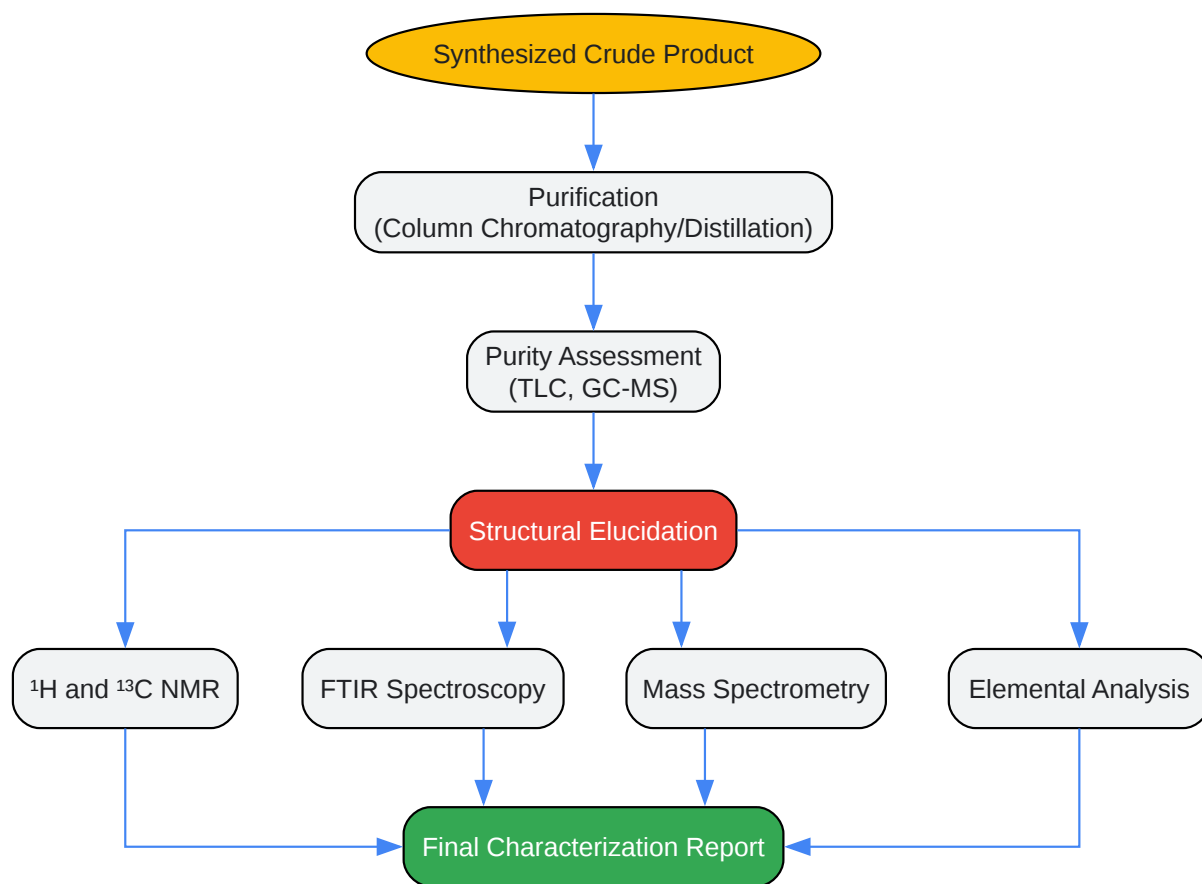 Synthesized Crude Product
Purification
(Column Chromatography/Distillation)
Purity Assessment
(TLC, GC-MS)
Structural Elucidation
¹H and ¹³C NMR
FTIR Spectroscopy
Mass Spectrometry
Elemental Analysis
Final Characterization Report